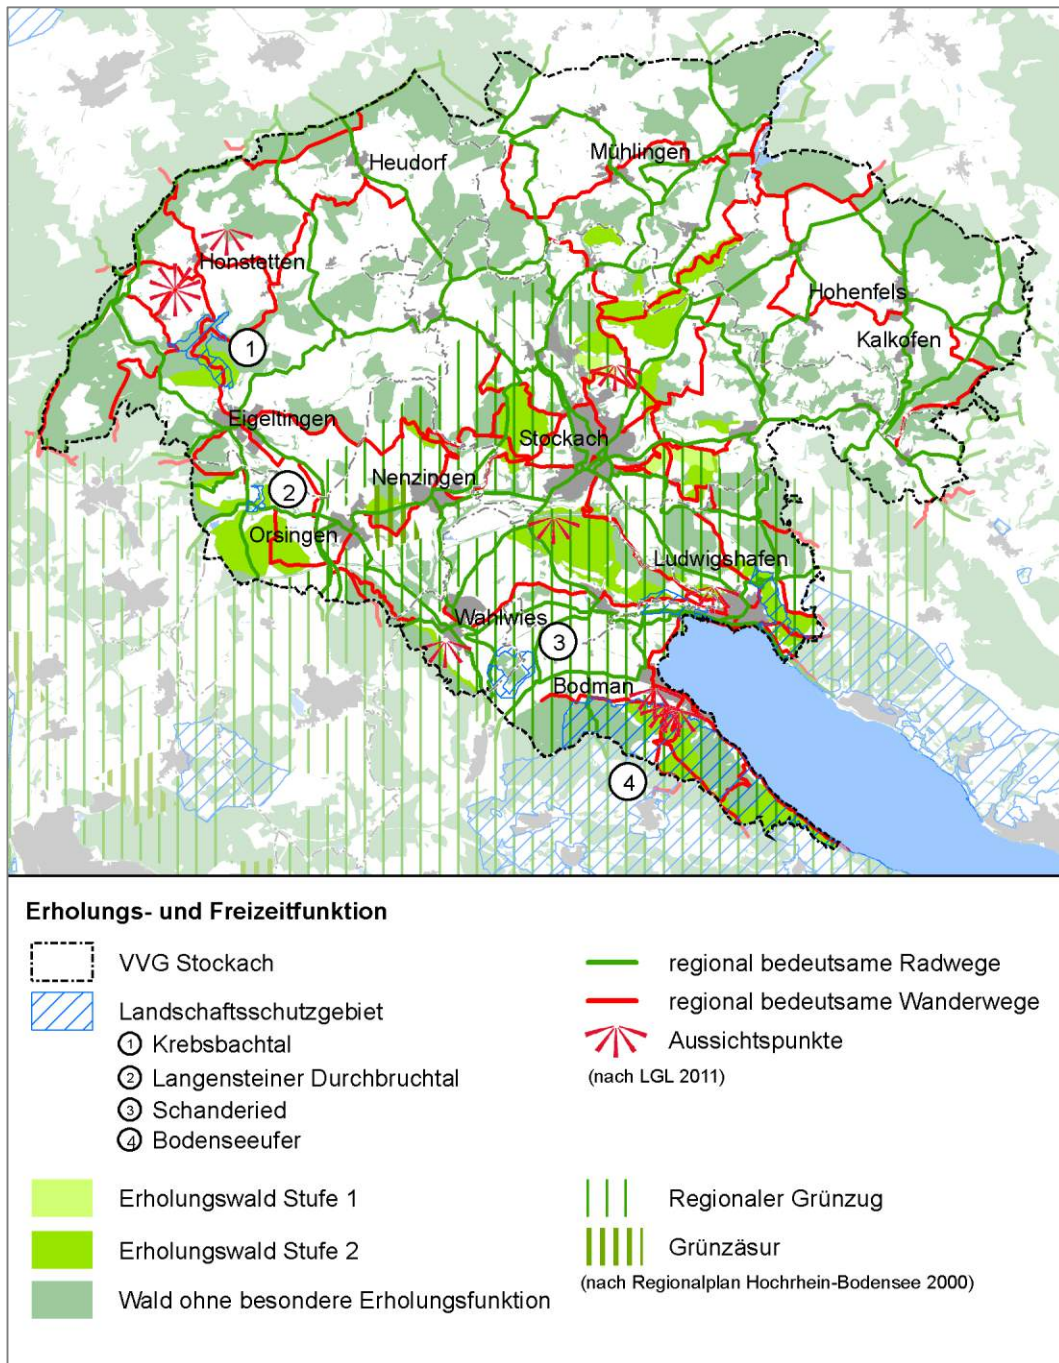 Heudorf
Mühlingen
Honstetten
Hohenfels
1
Kalkofen
Eigeltingen
Stockach
Nenzingen
2
Orsingen
Ludwigshafen
Wahlwies
3
Bodman
4
Erholungs- und Freizeitfunktion
VVG Stockach
Landschaftsschutzgebiet
1 Krebsbachtal
2 Langensteiner Durchbruchtal
3 Schanderied
4 Bodenseeufer
Erholungswald Stufe 1
Erholungswald Stufe 2
Wald ohne besondere Erholungsfunktion
regional bedeutsame Radwege
regional bedeutsame Wanderwege
Aussichtspunkte
(nach LGL 2011)
Regionaler Grünzug
Grünzäsur
(nach Regionalplan Hochrhein-Bodensee 2000)